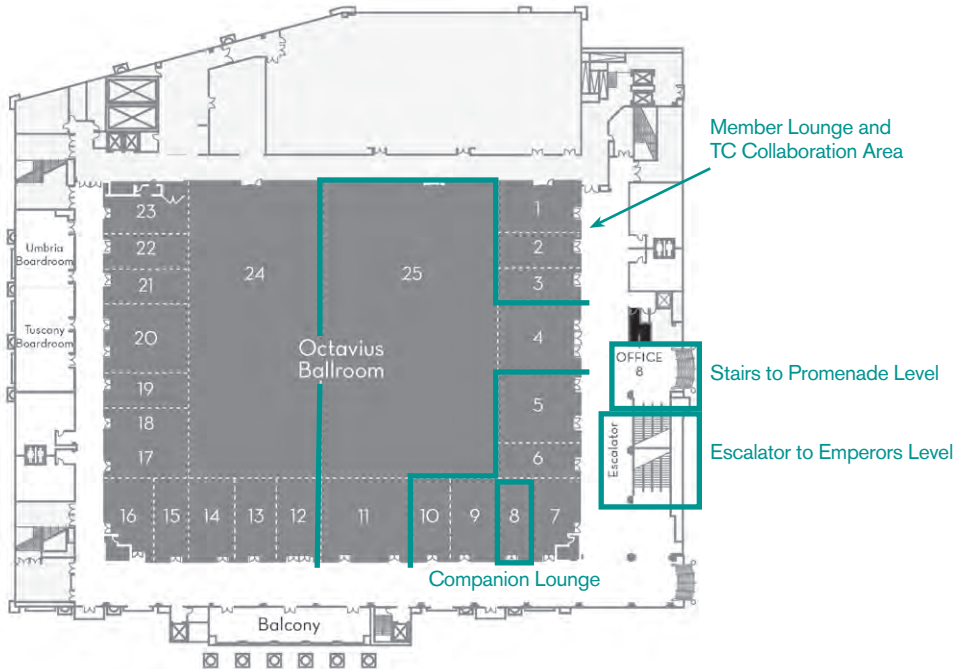 Member Lounge and
TC Collaboration Area
23
1
22
2
Umbria
Boardroom
24
25
21
3
Tuscany
Boardroom
20
4
Octavius
Ballroom
OFFICE
8
Stairs to Promenade Level
19
5
18
Escalator
Escalator to Emperors Level
17
6
16
15
14
13
12
11
10
9
8
7
Companion Lounge
Balcony